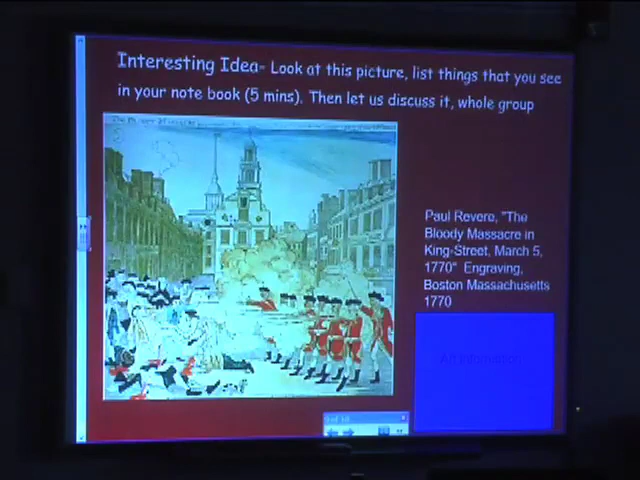 Interesting Idea- Look at this picture, list things that you see
in your note book (5 mins). Then let us discuss it, whole group
Paul Revere, "The
Bloody Massacre in
King-Street, March 5,
1770" Engraving,
Boston Massachusetts
1770